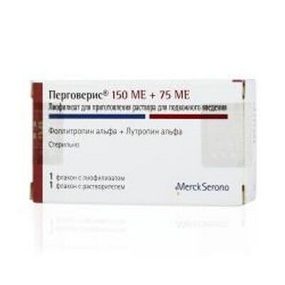 Перговерис® 150 МЕ + 75 МЕ
Лиофилизат для приготовления раствора для подкожного введения
Фоллитропин альфа + Лутропин альфа
Стерильно
1 флакон с лиофилизатом
1 флакон с растворителем
MerckSerono